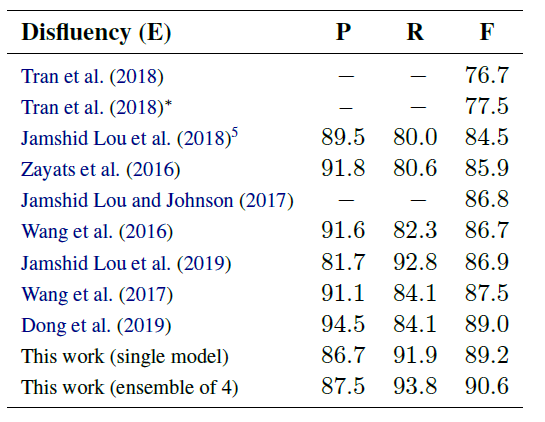 Disfluency (E) P R F
Tran et al. (2018) – – 76.7
Tran et al. (2018)* – – 77.5
Jamshid Lou et al. (2018)⁵ 89.5 80.0 84.5
Zayats et al. (2016) 91.8 80.6 85.9
Jamshid Lou and Johnson (2017) – – 86.8
Wang et al. (2016) 91.6 82.3 86.7
Jamshid Lou et al. (2019) 81.7 92.8 86.9
Wang et al. (2017) 91.1 84.1 87.5
Dong et al. (2019) 94.5 84.1 89.0
This work (single model) 86.7 91.9 89.2
This work (ensemble of 4) 87.5 93.8 90.6